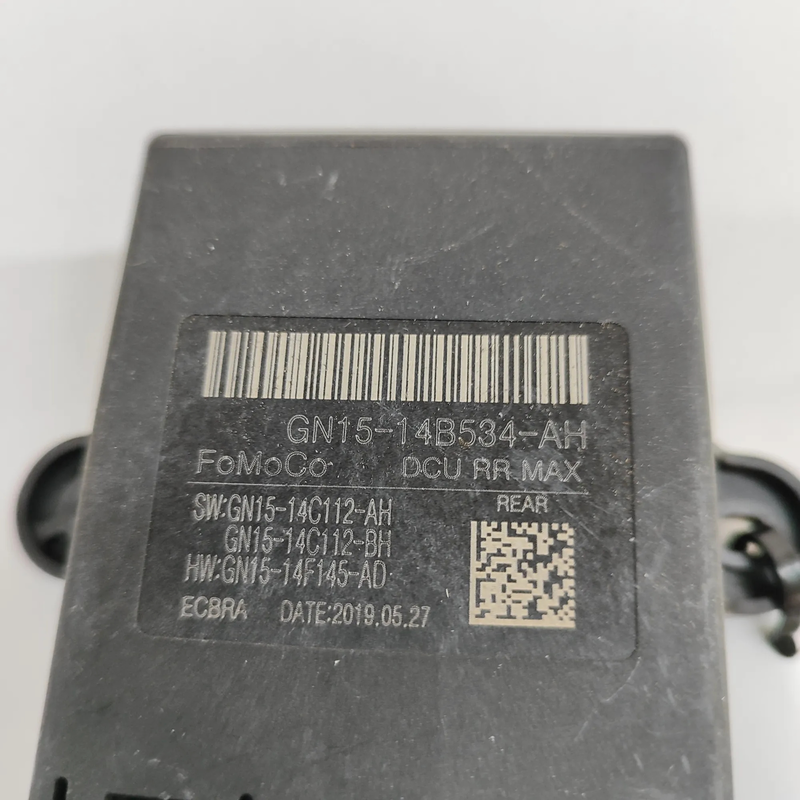 GN15-14B534-AH
FoMoCo DCU RR MAX
SW:GN15-14C112-AH REAR
GN15-14C112-BH
HW:GN15-14F145-AD
ECBRA DATE:2019.05.27